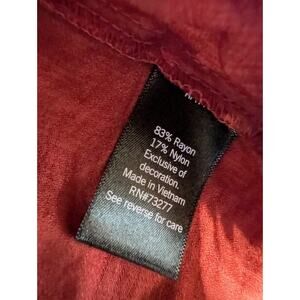 83% Rayon
17% Nylon
Exclusive of
decoration.
Made in Vietnam
RN#73277
See reverse for care